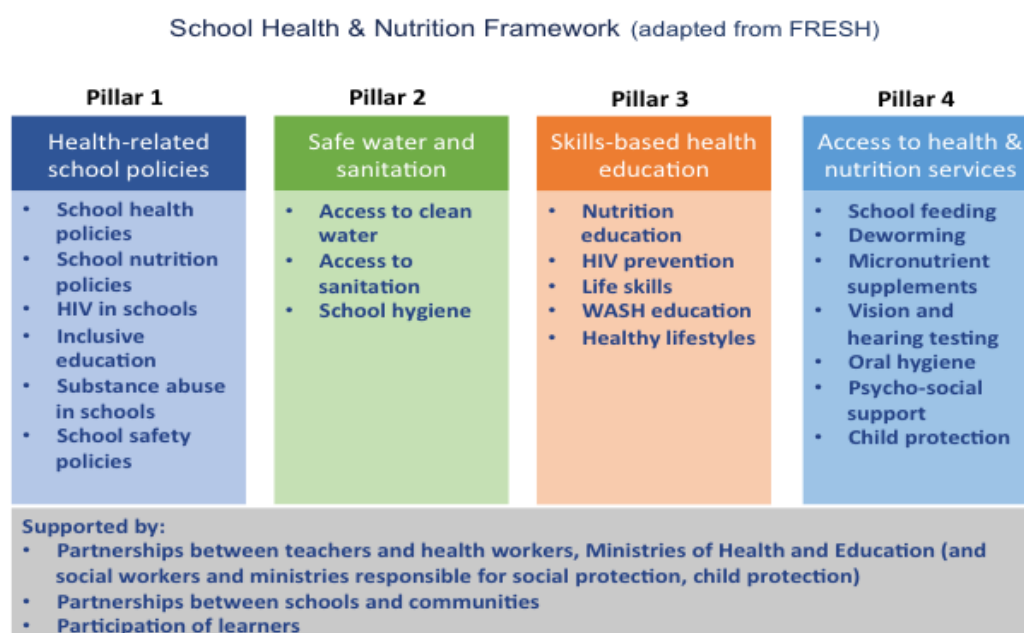 School Health & Nutrition Framework (adapted from FRESH)
Pillar 1
Health-related
school policies
• School health
policies
• School nutrition
policies
• HIV in schools
• Inclusive
education
• Substance abuse
in schools
• School safety
policies
Pillar 2
Safe water and
sanitation
• Access to clean
water
• Access to
sanitation
• School hygiene
Pillar 3
Skills-based health
education
• Nutrition
education
• HIV prevention
• Life skills
• WASH education
• Healthy lifestyles
Pillar 4
Access to health &
nutrition services
• School feeding
• Deworming
• Micronutrient
supplements
• Vision and
hearing testing
• Oral hygiene
• Psycho-social
support
• Child protection
Supported by:
• Partnerships between teachers and health workers, Ministries of Health and Education (and
social workers and ministries responsible for social protection, child protection)
• Partnerships between schools and communities
• Participation of learners